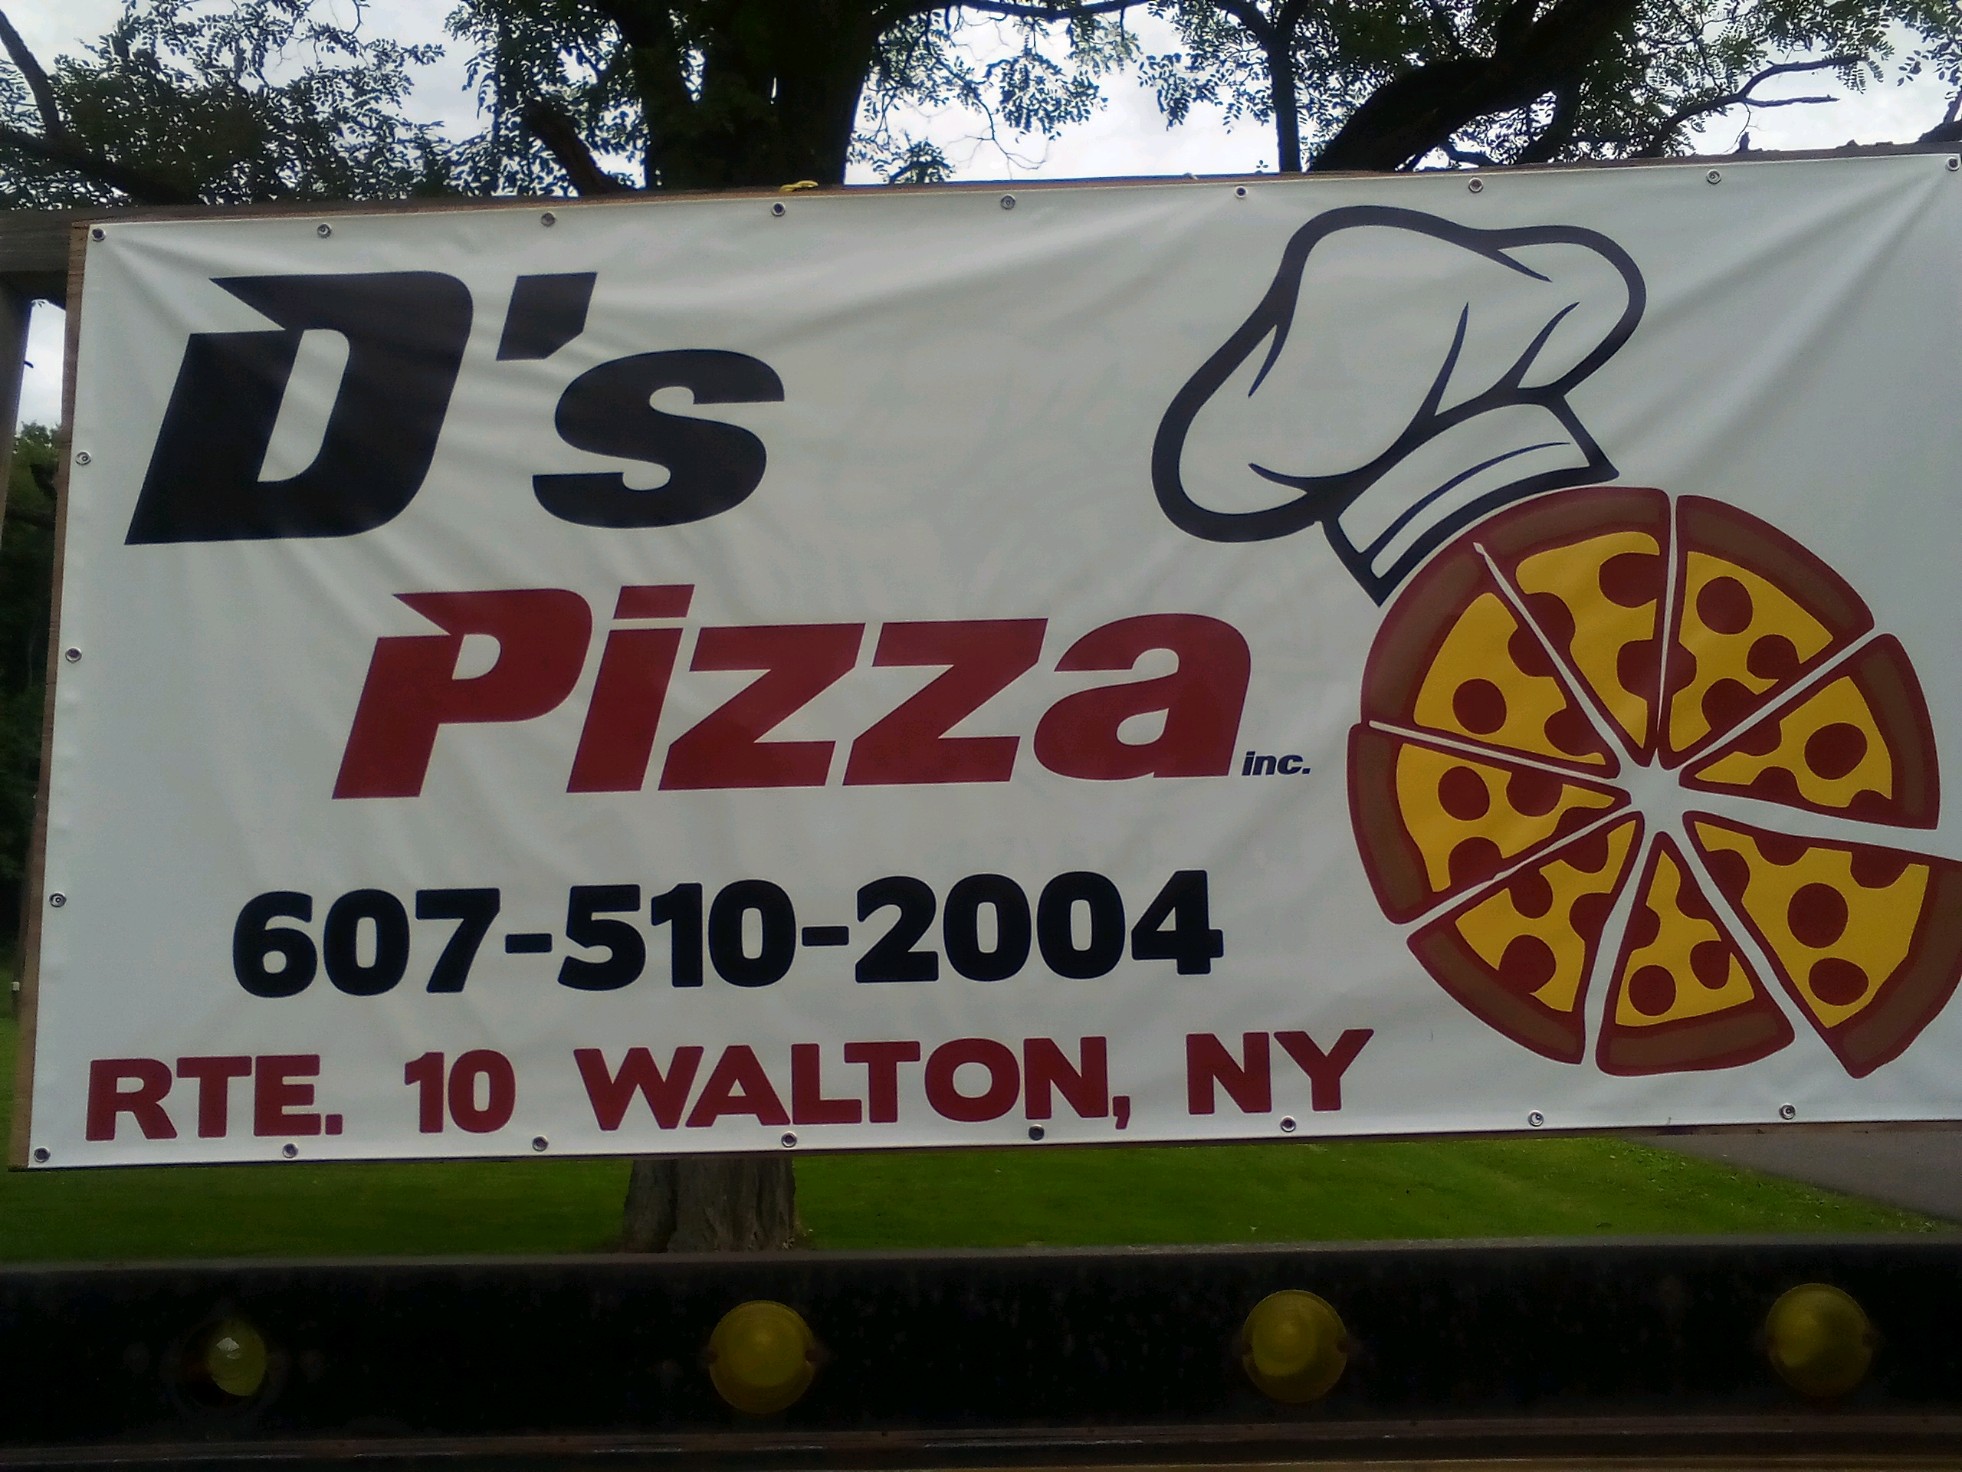 D's
Pizza inc.
607-510-2004
RTE. 10 WALTON, NY